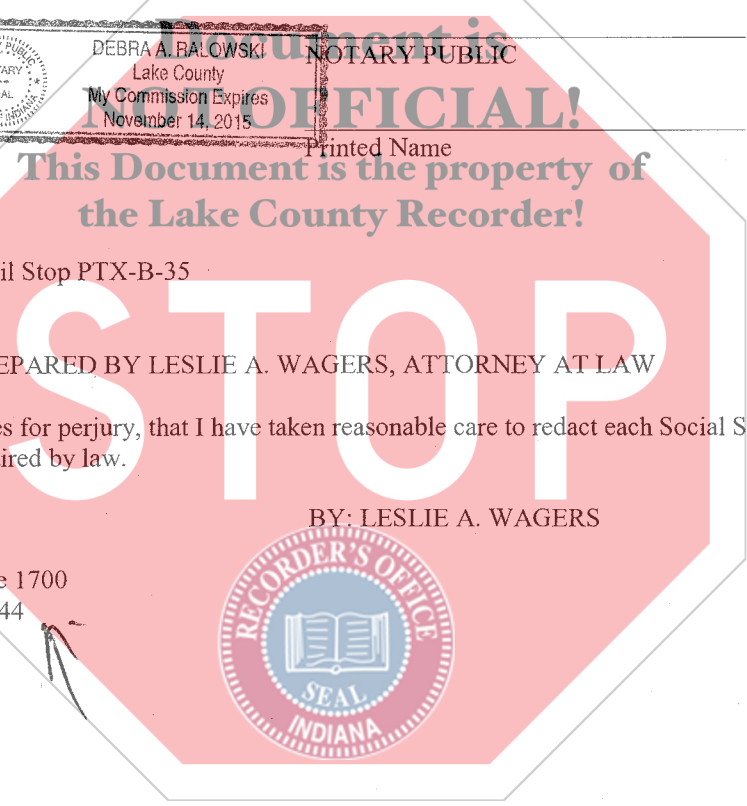 Document is
NOT OFFICIAL!
This Document is the property of
the Lake County Recorder!
STOP
DEBRA A. RALOWSKI
Lake County
My Commission Expires
November 14, 2015
NOTARY PUBLIC
Printed Name
il Stop PTX-B-35
EPARED BY LESLIE A. WAGERS, ATTORNEY AT LAW
es for perjury, that I have taken reasonable care to redact each Social S
ired by law.
BY: LESLIE A. WAGERS
e 1700
44
RECORDER'S OFFICE
SEAL
INDIANA